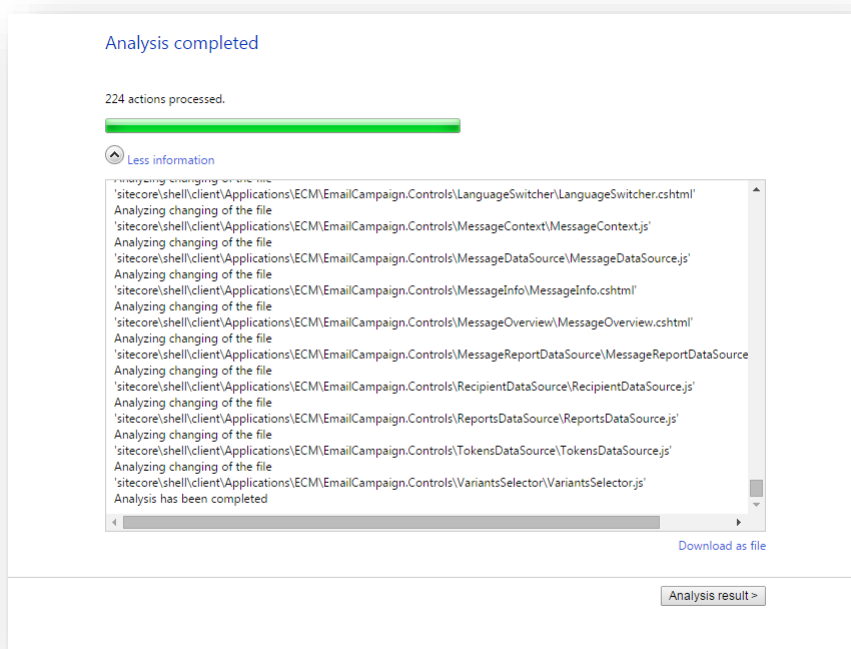 Analysis completed
224 actions processed.
Less information
Analyzing changing of the file
'sitecore\shell\client\Applications\ECM\EmailCampaign.Controls\LanguageSwitcher\LanguageSwitcher.cshtml'
Analyzing changing of the file
'sitecore\shell\client\Applications\ECM\EmailCampaign.Controls\MessageContext\MessageContext.js'
Analyzing changing of the file
'sitecore\shell\client\Applications\ECM\EmailCampaign.Controls\MessageDataSource\MessageDataSource.js'
Analyzing changing of the file
'sitecore\shell\client\Applications\ECM\EmailCampaign.Controls\MessageInfo\MessageInfo.cshtml'
Analyzing changing of the file
'sitecore\shell\client\Applications\ECM\EmailCampaign.Controls\MessageOverview\MessageOverview.cshtml'
Analyzing changing of the file
'sitecore\shell\client\Applications\ECM\EmailCampaign.Controls\MessageReportDataSource\MessageReportDataSource
Analyzing changing of the file
'sitecore\shell\client\Applications\ECM\EmailCampaign.Controls\RecipientDataSource\RecipientDataSource.js'
Analyzing changing of the file
'sitecore\shell\client\Applications\ECM\EmailCampaign.Controls\ReportsDataSource\ReportsDataSource.js'
Analyzing changing of the file
'sitecore\shell\client\Applications\ECM\EmailCampaign.Controls\TokensDataSource\TokensDataSource.js'
Analyzing changing of the file
'sitecore\shell\client\Applications\ECM\EmailCampaign.Controls\VariantsSelector\VariantsSelector.js'
Analysis has been completed
Download as file
Analysis result >